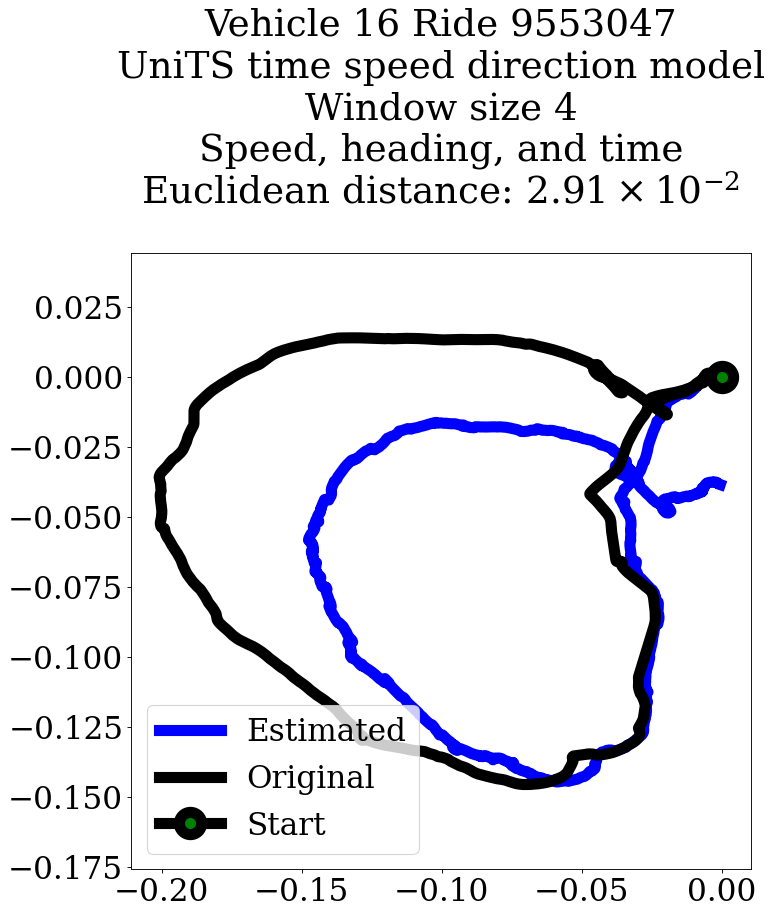 Vehicle 16 Ride 9553047
UniTS time speed direction model
Window size 4
Speed, heading, and time
Euclidean distance: 2.91 × 10⁻²
0.025
0.000
−0.025
−0.050
−0.075
−0.100
−0.125
−0.150
−0.175
Estimated
Original
Start
−0.20
−0.15
−0.10
−0.05
0.00